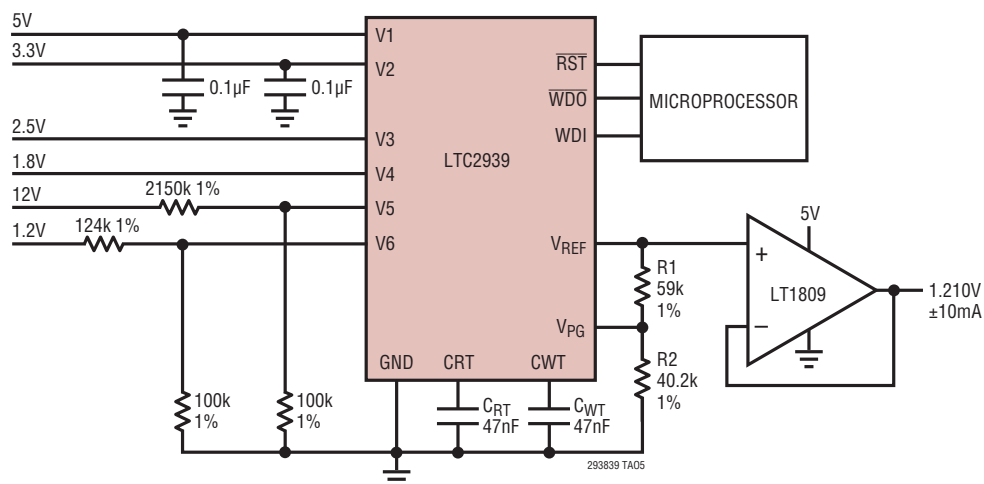 5V
3.3V
0.1µF
0.1µF
2.5V
1.8V
12V
2150k 1%
1.2V
124k 1%
100k
1%
100k
1%
V1
V2
V3
V4
V5
V6
LTC2939
RST
WDO
WDI
VREF
VPG
GND
CRT
CWT
MICROPROCESSOR
R1
59k
1%
R2
40.2k
1%
CRT
47nF
CWT
47nF
5V
+
LT1809
–
1.210V
±10mA
293839 TA05